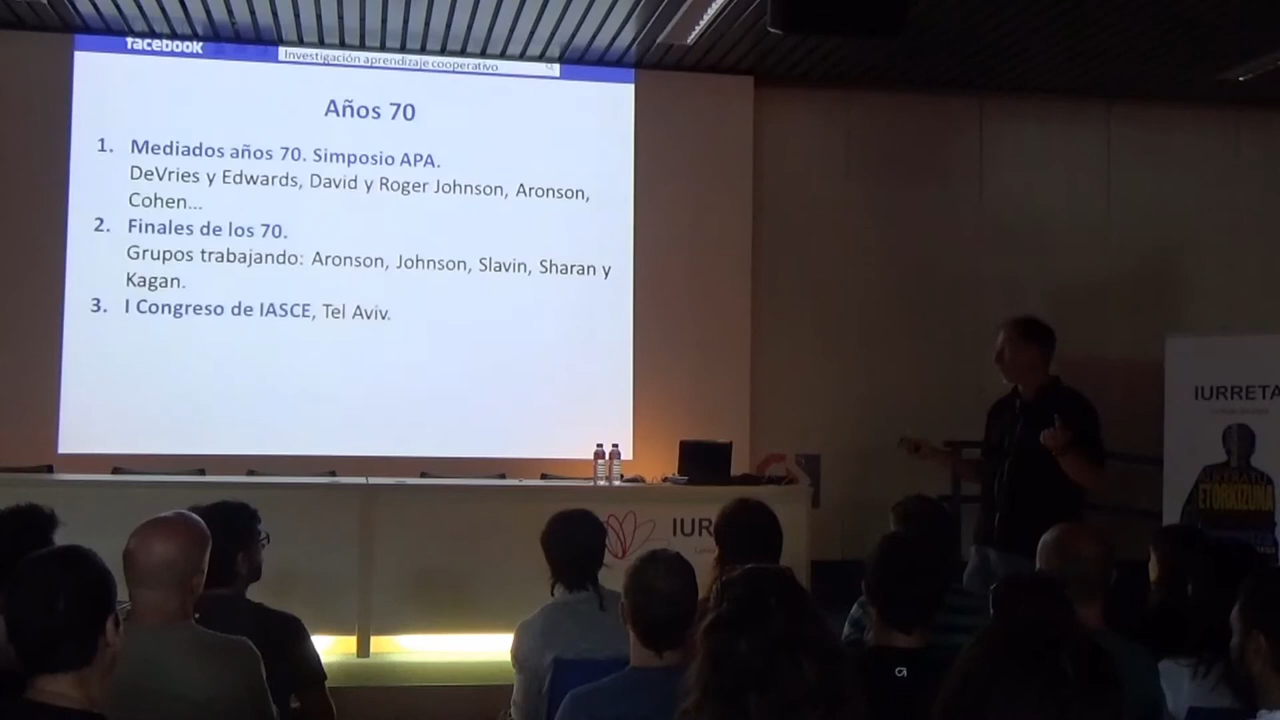 facebook
Investigación aprendizaje cooperativo
Años 70
1. Mediados años 70. Simposio APA.
DeVries y Edwards, David y Roger Johnson, Aronson,
Cohen...
2. Finales de los 70.
Grupos trabajando: Aronson, Johnson, Slavin, Sharan y
Kagan.
3. I Congreso de IASCE, Tel Aviv.
IURRETA
ETORKIZUNA
IUR